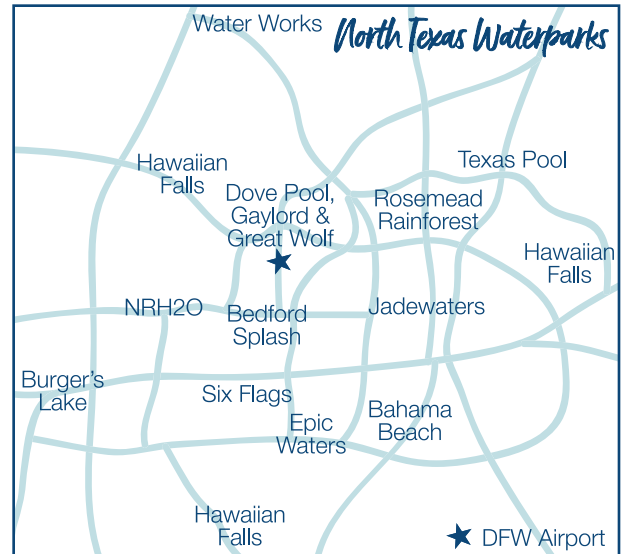 Water Works
North Texas Waterparks
Hawaiian
Falls
Texas Pool
Dove Pool,
Gaylord &
Great Wolf
Rosemead
Rainforest
Hawaiian
Falls
NRH2O
Bedford
Splash
Jadewaters
Burger's
Lake
Six Flags
Epic
Waters
Bahama
Beach
Hawaiian
Falls
DFW Airport